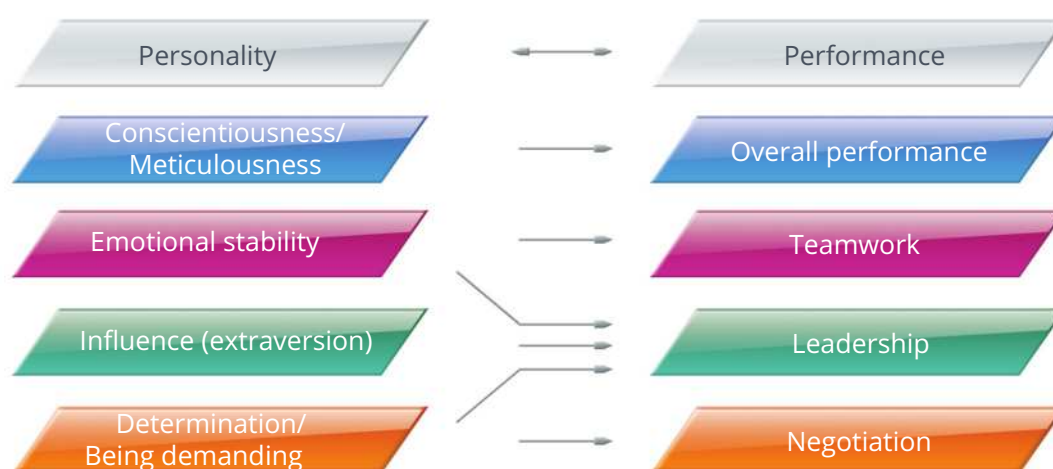 Personality
Performance
Conscientiousness/
Meticulousness
Overall performance
Emotional stability
Teamwork
Influence (extraversion)
Leadership
Determination/
Being demanding
Negotiation